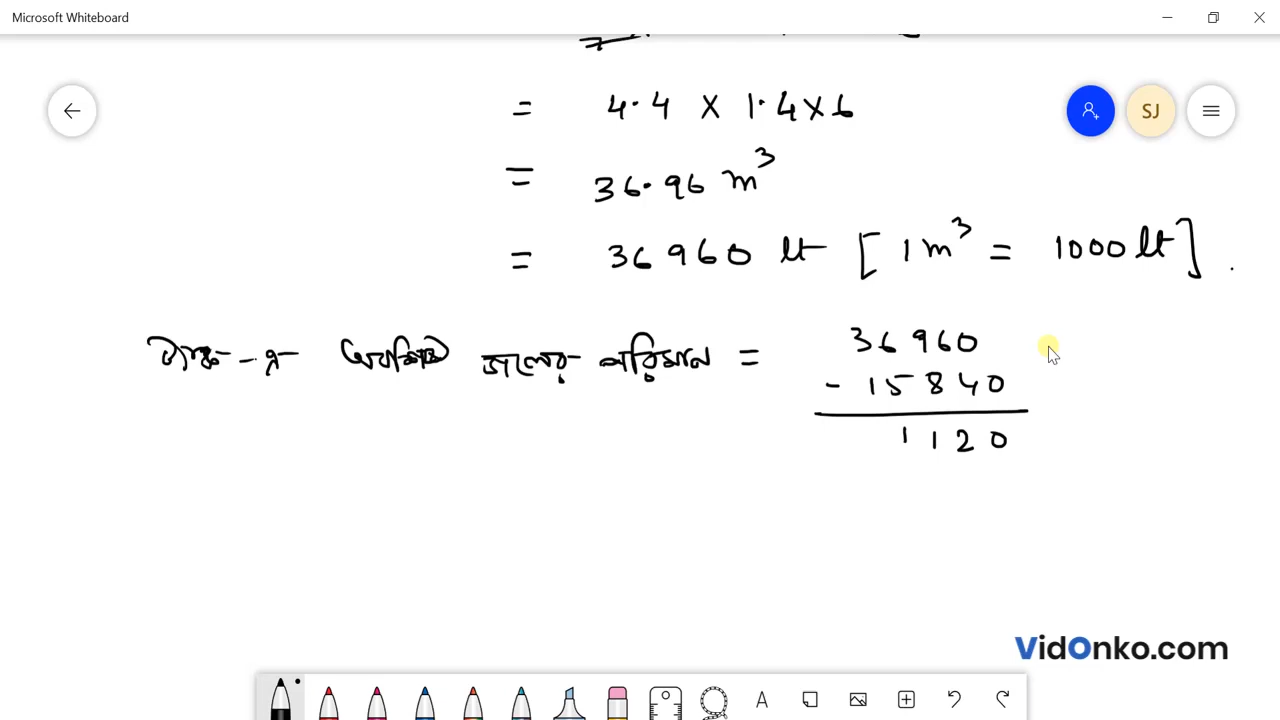 Microsoft Whiteboard
SJ
= 4.4 X 1.4 X 6
= 36.96 m³
= 36960 lt [ 1 m³ = 1000 lt ] .
অবশিষ্ট জলের পরিমান = 36960
- 15840
1120
VidOnko.com
A